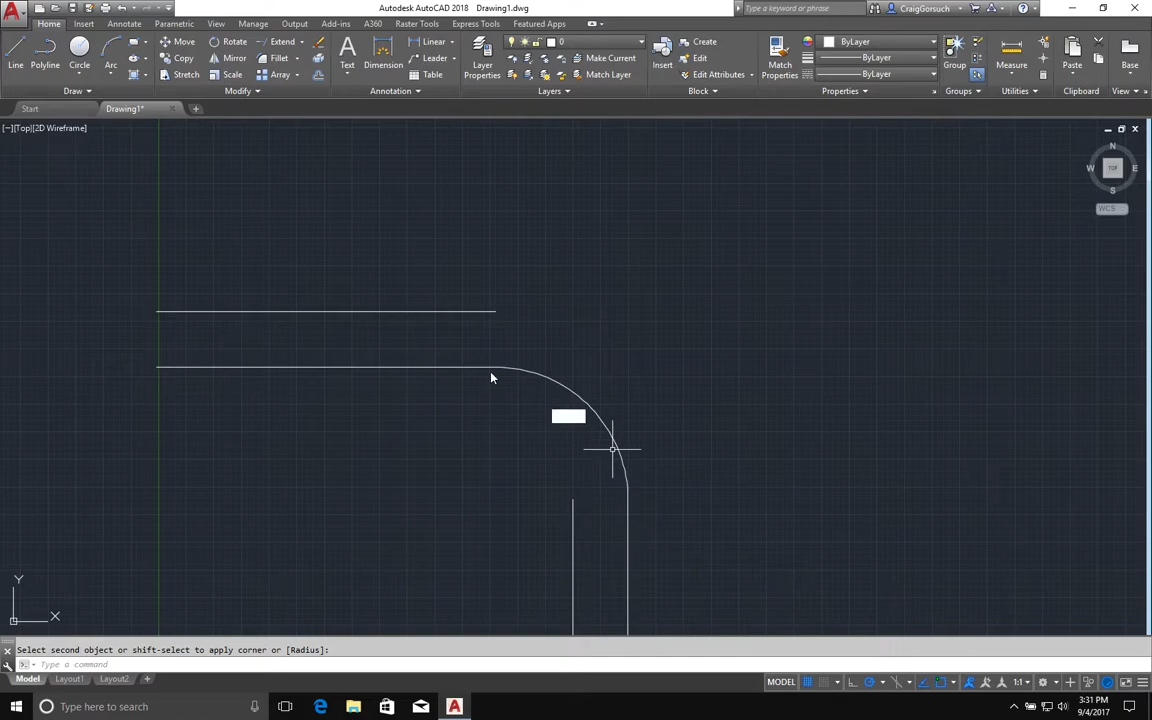 Autodesk AutoCAD 2018 Drawing1.dwg
Type a keyword or phrase
CraigGorsuch
Home Insert Annotate Parametric View Manage Output Add-ins A360 Raster Tools Express Tools Featured Apps
Line Polyline Circle Arc
Move Rotate Extend
Copy Mirror Fillet
Stretch Scale Array
Text Dimension
Linear
Leader
Table
Layer
Properties
0
Make Current
Match Layer
Insert
Create
Edit
Edit Attributes
Match
Properties
ByLayer
ByLayer
ByLayer
Group
Measure
Paste
Base
Draw Modify Annotation Layers Block Properties Groups Utilities Clipboard View
Start Drawing1*
[−][Top][2D Wireframe]
N
W TOP E
S
WCS
Y
X
Select second object or shift-select to apply corner or [Radius]:
Type a command
Model Layout1 Layout2
MODEL 1:1
Type here to search
3:31 PM
9/4/2017